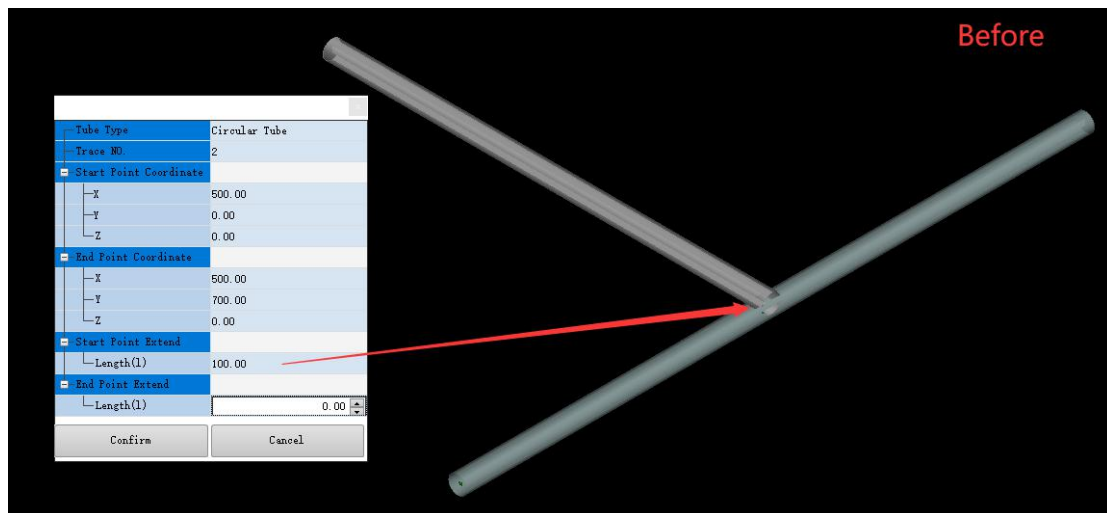 Before
Tube Type Circular Tube
Trace NO. 2
Start Point Coordinate
X 500.00
Y 0.00
Z 0.00
End Point Coordinate
X 500.00
Y 700.00
Z 0.00
Start Point Extend
Length(l) 100.00
End Point Extend
Length(l) 0.00
Confirm Cancel